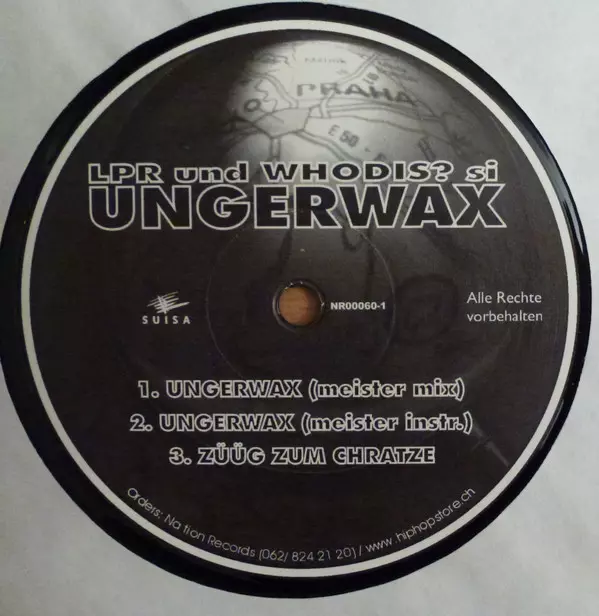 PRAHA
E 50
LPR und WHODIS? si
UNGERWAX
SUISA
NR00060-1
Alle Rechte
vorbehalten
1. UNGERWAX (meister mix)
2. UNGERWAX (meister instr.)
3. ZÜÜG ZUM CHRATZE
Orders: Nation Records (062/ 824 21 20) / www.hiphopstore.ch